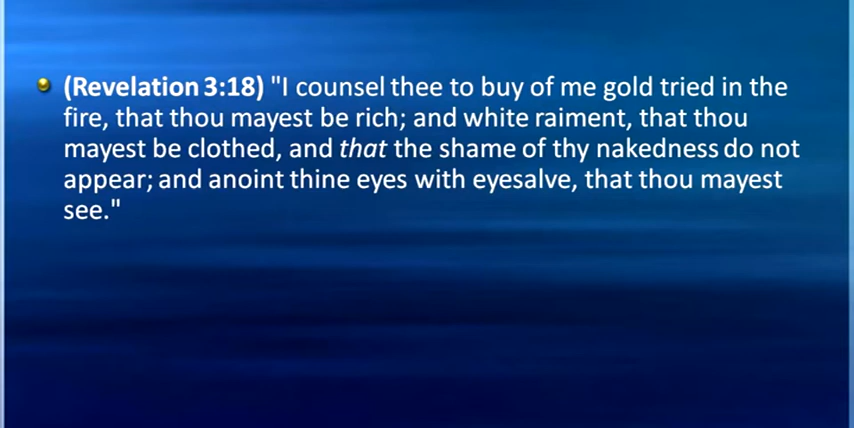 (Revelation 3:18) "I counsel thee to buy of me gold tried in the
fire, that thou mayest be rich; and white raiment, that thou
mayest be clothed, and that the shame of thy nakedness do not
appear; and anoint thine eyes with eyesalve, that thou mayest
see."